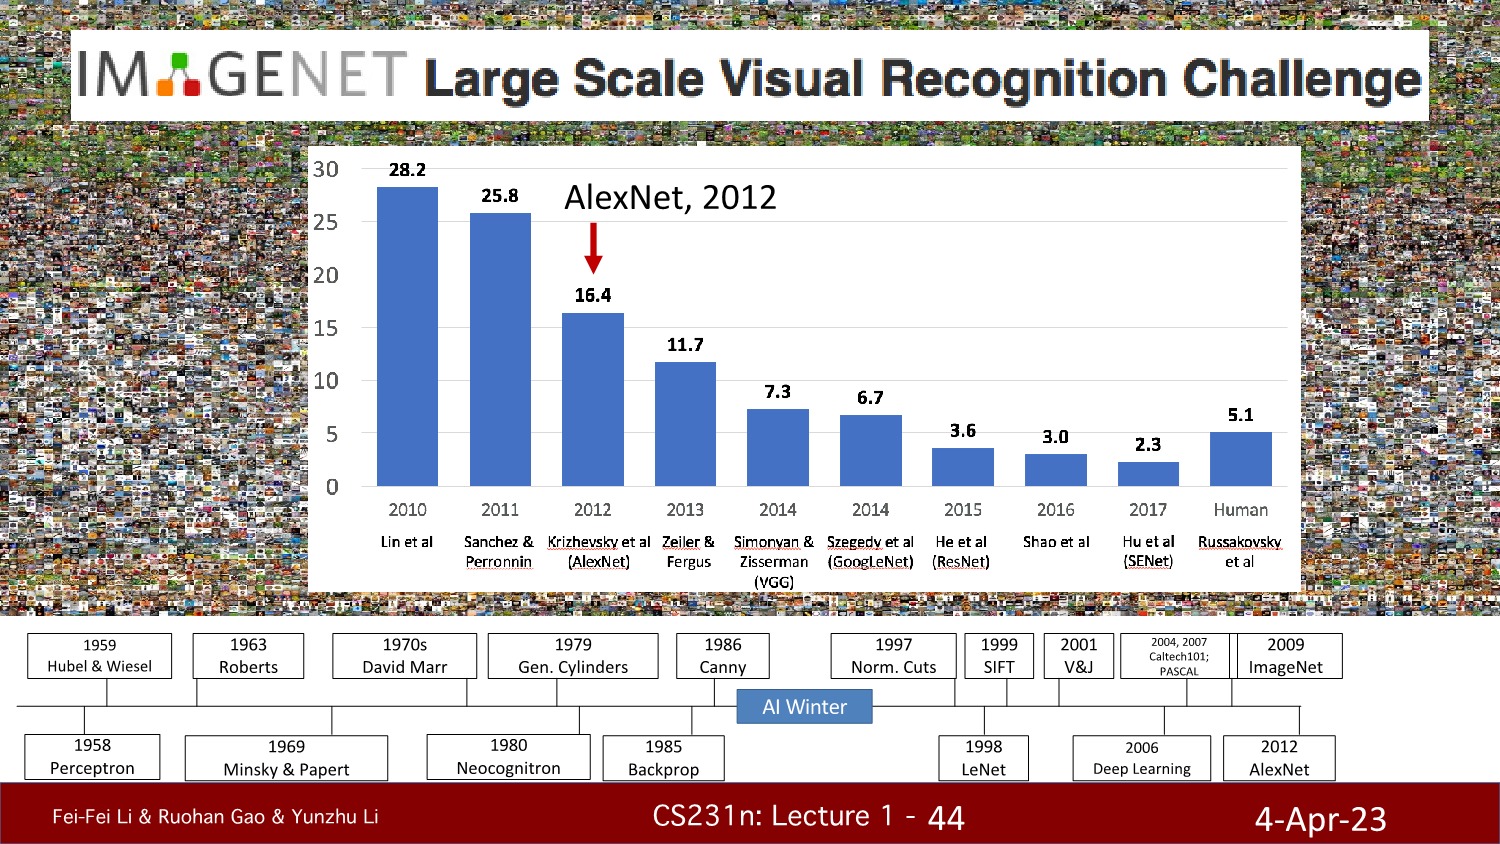 IMAGENET Large Scale Visual Recognition Challenge
30
25
20
15
10
5
0
28.2
25.8
AlexNet, 2012
16.4
11.7
7.3
6.7
3.6
3.0
2.3
5.1
2010 2011 2012 2013 2014 2014 2015 2016 2017 Human
Lin et al
Sanchez &
Perronnin
Krizhevsky et al
(AlexNet)
Zeiler &
Fergus
Simonyan &
Zisserman
(VGG)
Szegedy et al
(GoogLeNet)
He et al
(ResNet)
Shao et al
Hu et al
(SENet)
Russakovsky
et al
1959
Hubel & Wiesel
1963
Roberts
1970s
David Marr
1979
Gen. Cylinders
1986
Canny
1997
Norm. Cuts
1999
SIFT
2001
V&J
2004, 2007
Caltech101;
PASCAL
2009
ImageNet
AI Winter
1958
Perceptron
1969
Minsky & Papert
1980
Neocognitron
1985
Backprop
1998
LeNet
2006
Deep Learning
2012
AlexNet
Fei-Fei Li & Ruohan Gao & Yunzhu Li
CS231n: Lecture 1 - 44
4-Apr-23